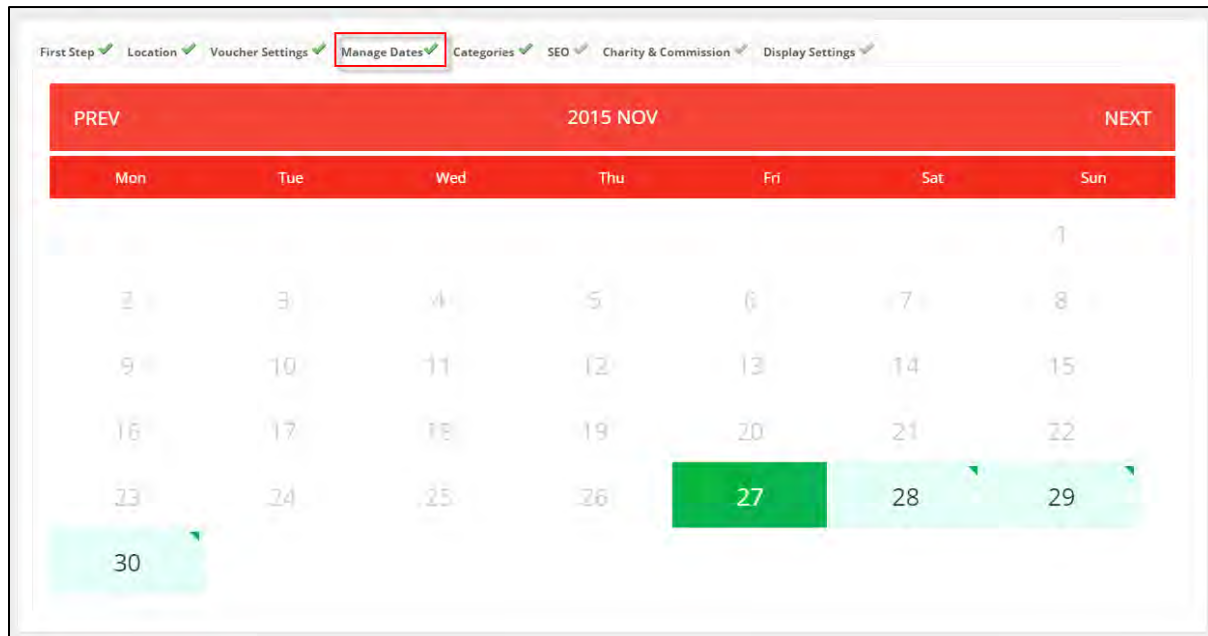 First Step Location Voucher Settings Manage Dates Categories SEO Charity & Commission Display Settings
PREV 2015 NOV NEXT
Mon Tue Wed Thu Fri Sat Sun
1
2 3 4 5 6 7 8
9 10 11 12 13 14 15
16 17 18 19 20 21 22
23 24 25 26 27 28 29
30